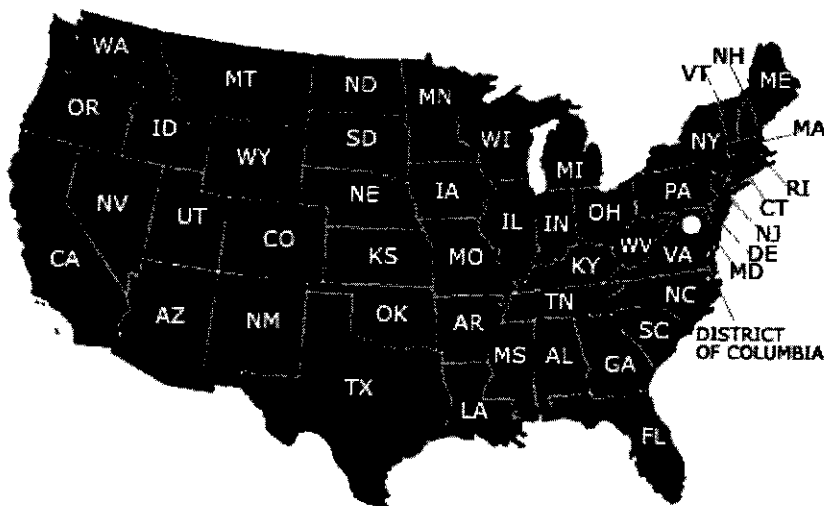 WA
MT
ND
MN
NH
VT
ME
OR
ID
SD
WI
NY
MA
WY
MI
NE
IA
PA
RI
NV
UT
IL
IN
OH
CT
CO
NJ
CA
KS
MO
WV
VA
DE
KY
MD
AZ
NM
OK
TN
NC
AR
SC
DISTRICT
OF COLUMBIA
MS
AL
GA
TX
LA
FL